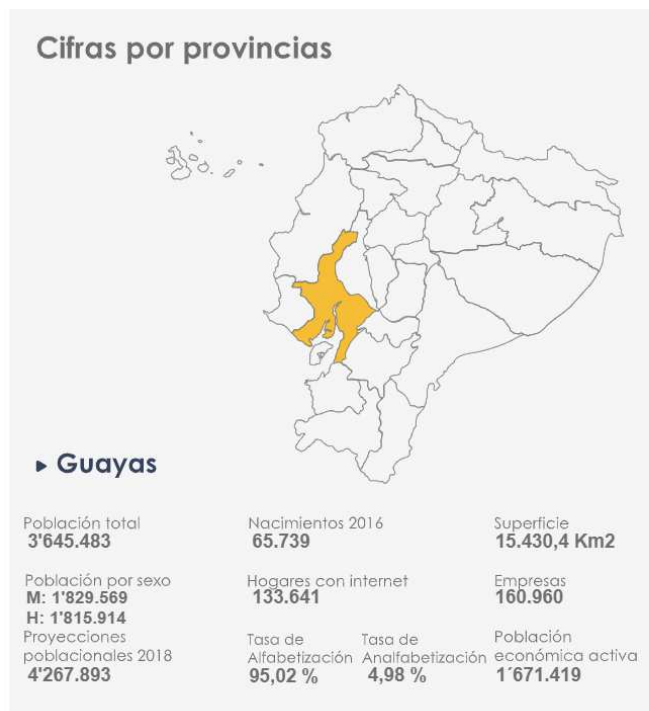 Cifras por provincias
Guayas
Población total
3'645.483
Nacimientos 2016
65.739
Superficie
15.430,4 Km2
Población por sexo
M: 1'829.569
H: 1'815.914
Hogares con internet
133.641
Empresas
160.960
Proyecciones
poblacionales 2018
4'267.893
Tasa de
Alfabetización
95,02 %
Tasa de
Analfabetización
4,98 %
Población
económica activa
1´671.419